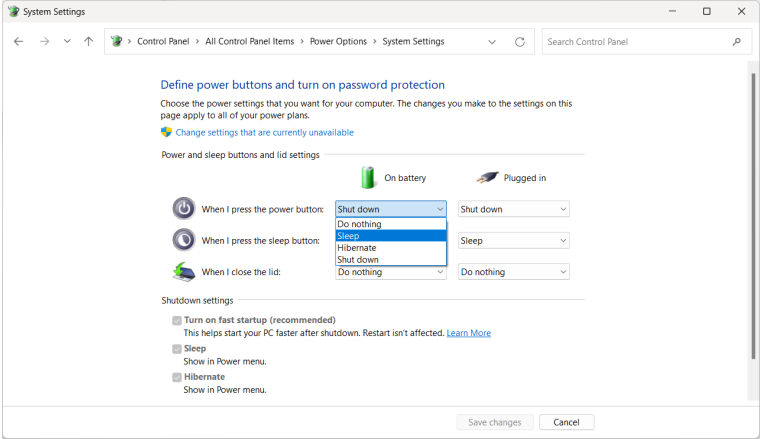 System Settings
Control Panel > All Control Panel Items > Power Options > System Settings
Search Control Panel
Define power buttons and turn on password protection
Choose the power settings that you want for your computer. The changes you make to the settings on this
page apply to all of your power plans.
Change settings that are currently unavailable
Power and sleep buttons and lid settings
On battery
Plugged in
When I press the power button:
Shut down
Shut down
Do nothing
Sleep
Hibernate
Shut down
When I press the sleep button:
Sleep
When I close the lid:
Do nothing
Do nothing
Shutdown settings
Turn on fast startup (recommended)
This helps start your PC faster after shutdown. Restart isn't affected. Learn More
Sleep
Show in Power menu.
Hibernate
Show in Power menu.
Save changes
Cancel